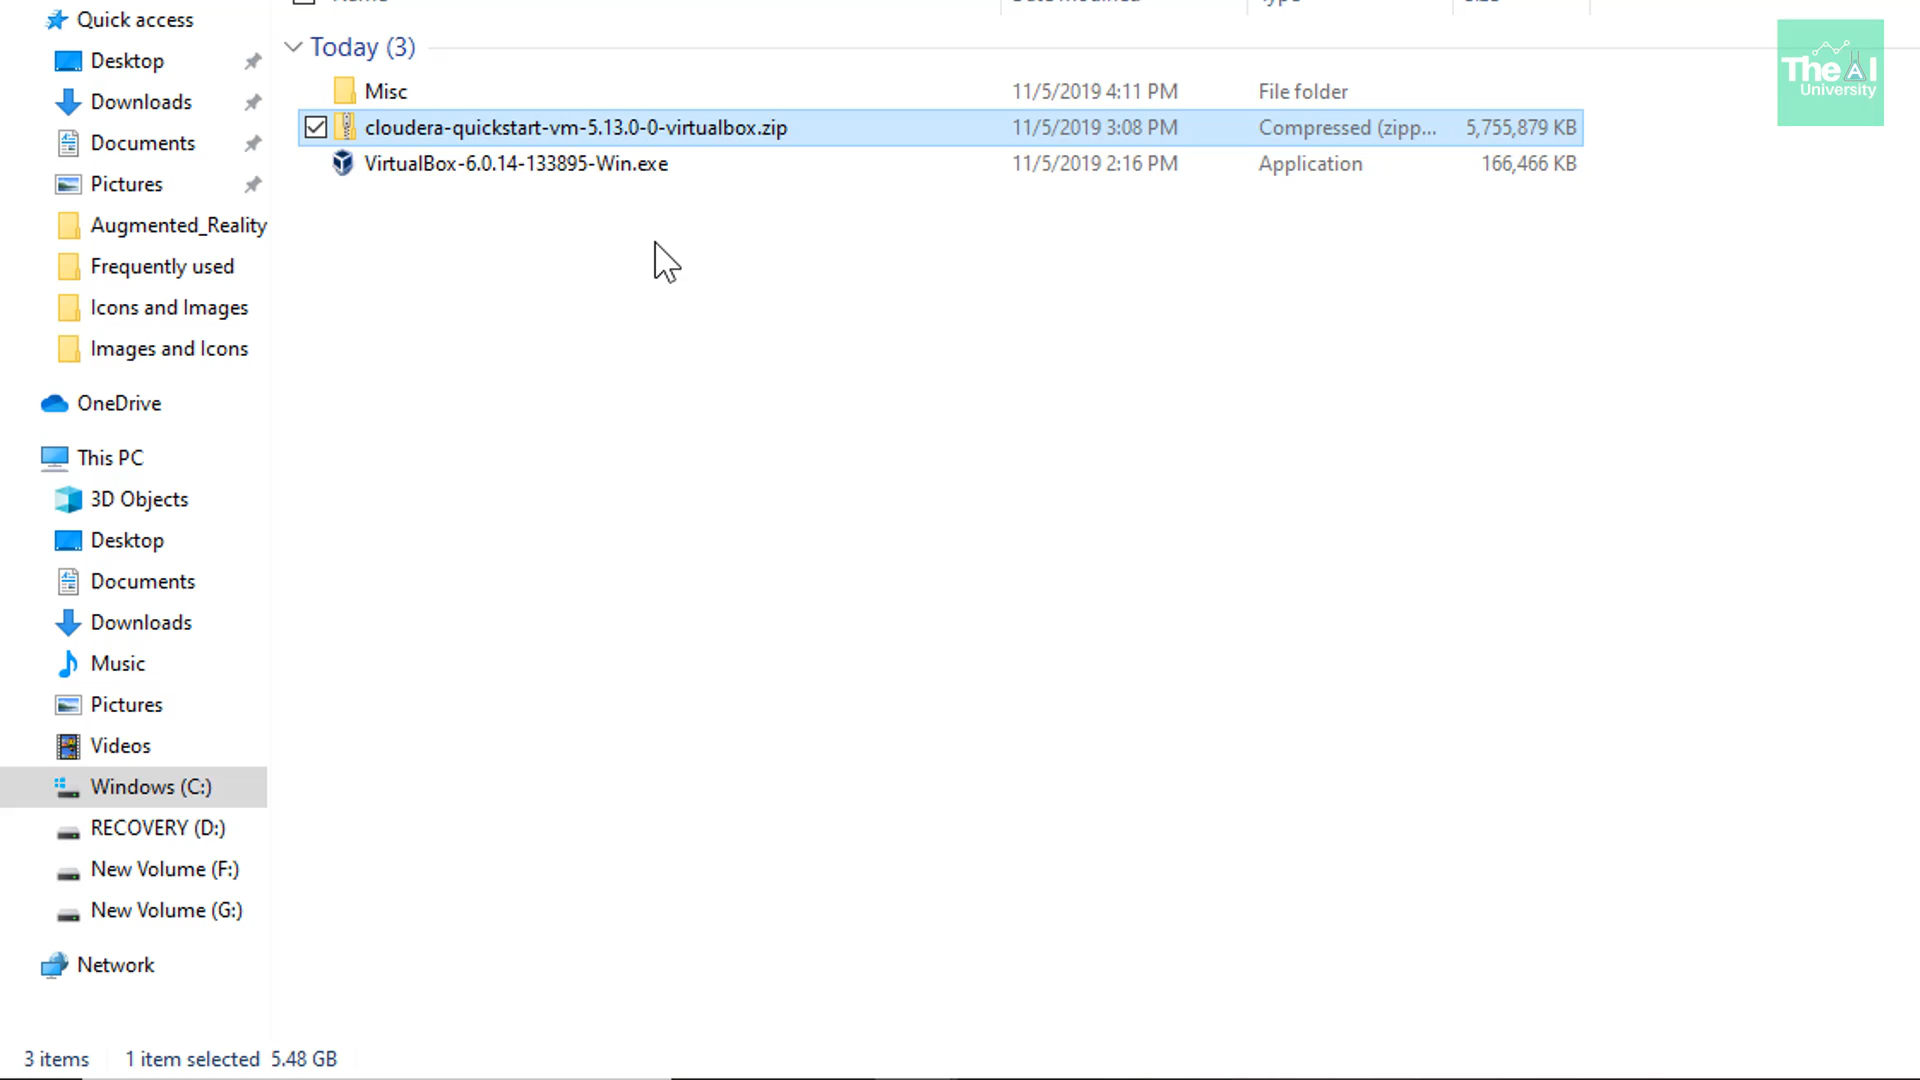 Quick access
Desktop
Downloads
Documents
Pictures
Augmented_Reality
Frequently used
Icons and Images
Images and Icons
OneDrive
This PC
3D Objects
Desktop
Documents
Downloads
Music
Pictures
Videos
Windows (C:)
RECOVERY (D:)
New Volume (F:)
New Volume (G:)
Network
Today (3)
Misc 11/5/2019 4:11 PM File folder
cloudera-quickstart-vm-5.13.0-0-virtualbox.zip 11/5/2019 3:08 PM Compressed (zipp... 5,755,879 KB
VirtualBox-6.0.14-133895-Win.exe 11/5/2019 2:16 PM Application 166,466 KB
The AI
University
3 items 1 item selected 5.48 GB